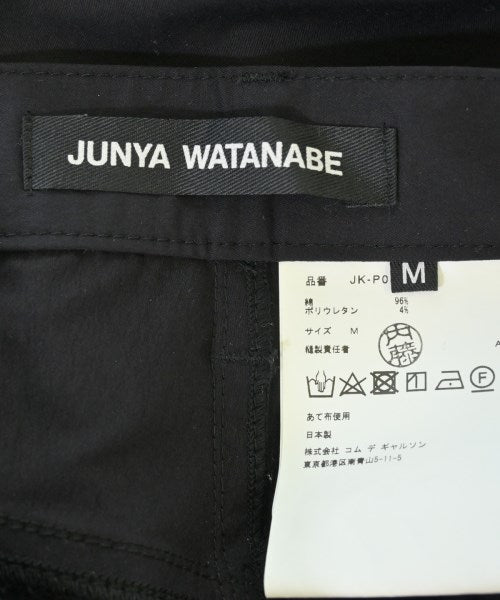 JUNYA WATANABE
M
品番 JK-P0
綿 96%
ポリウレタン 4%
サイズ M
縫製責任者 内藤 A
あて布使用
日本製
株式会社 コム デ ギャルソン
東京都港区南青山5-11-5